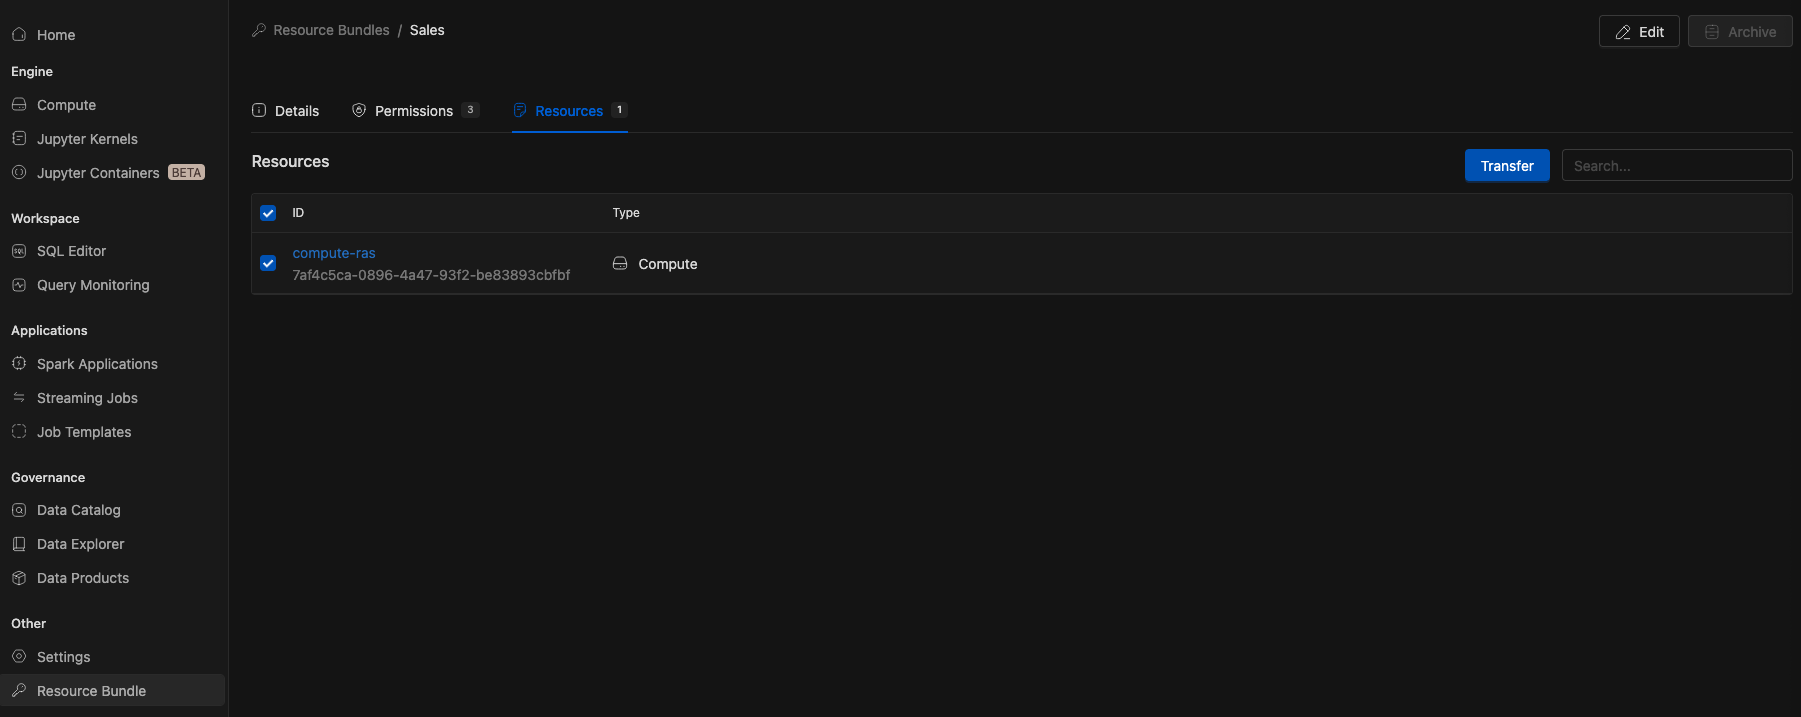 Home
Engine
Compute
Jupyter Kernels
Jupyter Containers BETA
Workspace
SQL Editor
Query Monitoring
Applications
Spark Applications
Streaming Jobs
Job Templates
Governance
Data Catalog
Data Explorer
Data Products
Other
Settings
Resource Bundle
Resource Bundles / Sales
Edit
Archive
Details
Permissions 3
Resources 1
Resources
Transfer
Search...
ID Type
compute-ras
7af4c5ca-0896-4a47-93f2-be83893cbfbf
Compute